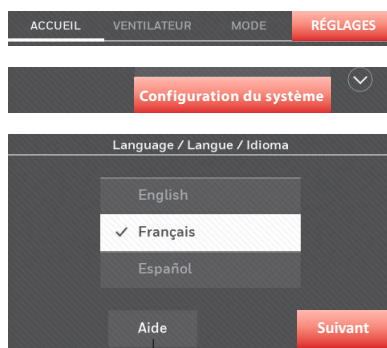 ACCUEIL VENTILATEUR MODE RÉGLAGES
Configuration du système
Language / Langue / Idioma
English
Français
Español
Aide Suivant